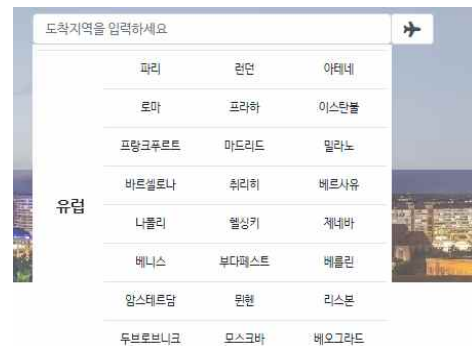 도착지역을 입력하세요
파리 런던 아테네
로마 프라하 이스탄불
프랑크푸르트 마드리드 밀라노
바르셀로나 취리히 베르사유
유럽
나폴리 헬싱키 제네바
베니스 부다페스트 베를린
암스테르담 뮌헨 리스본
두브로브니크 모스크바 베오그라드